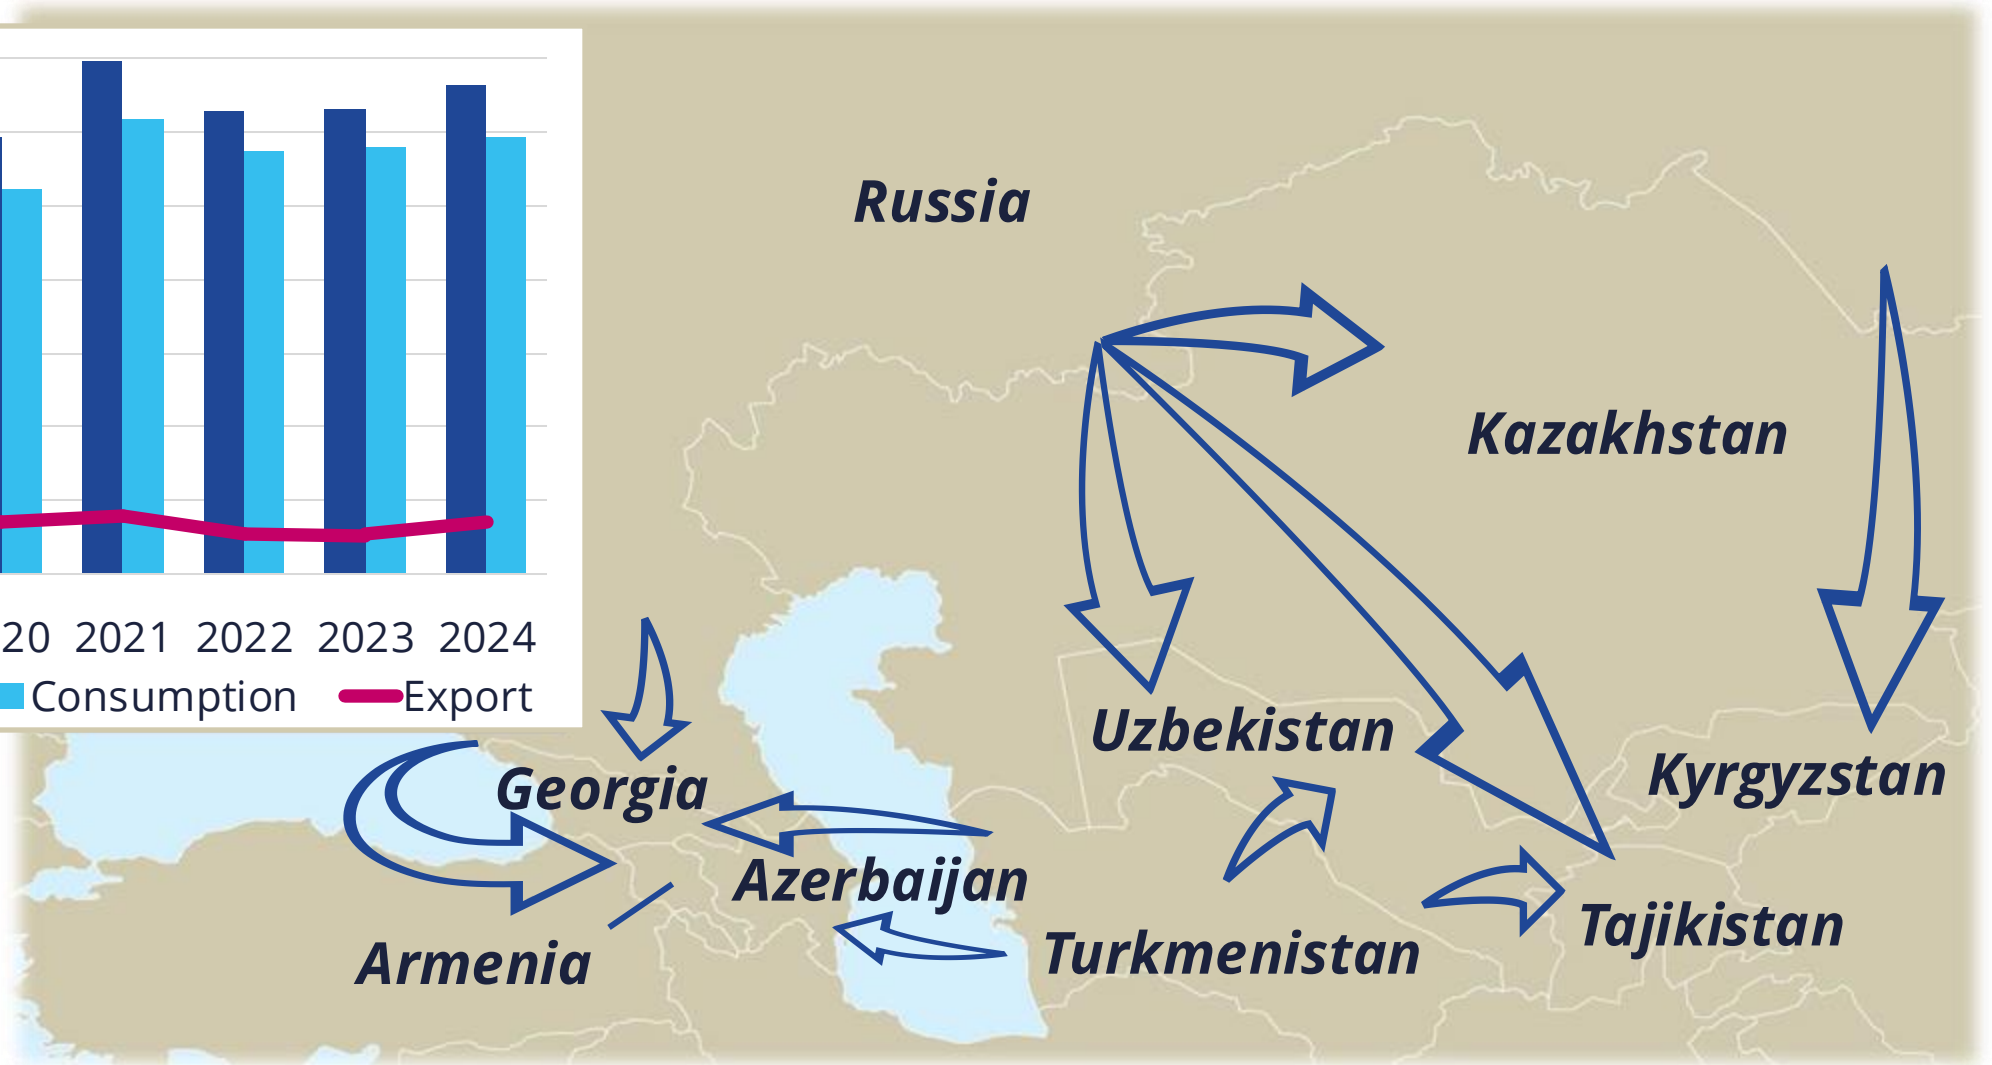 Russia
Kazakhstan
20 2021 2022 2023 2024
Consumption Export
Uzbekistan
Georgia
Kyrgyzstan
Azerbaijan
Tajikistan
Turkmenistan
Armenia